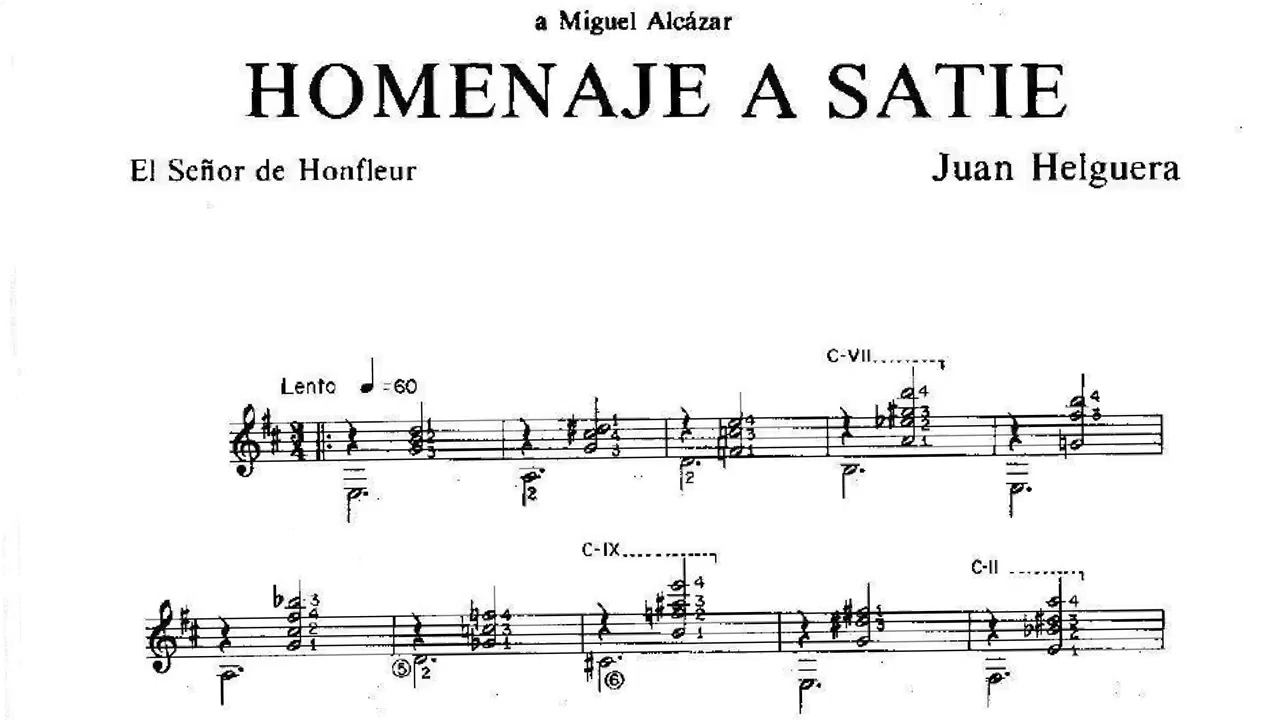 a Miguel Alcázar
HOMENAJE A SATIE
El Señor de Honfleur
Juan Helguera
C-VII
Lento ♩=60
C-IX
C-II